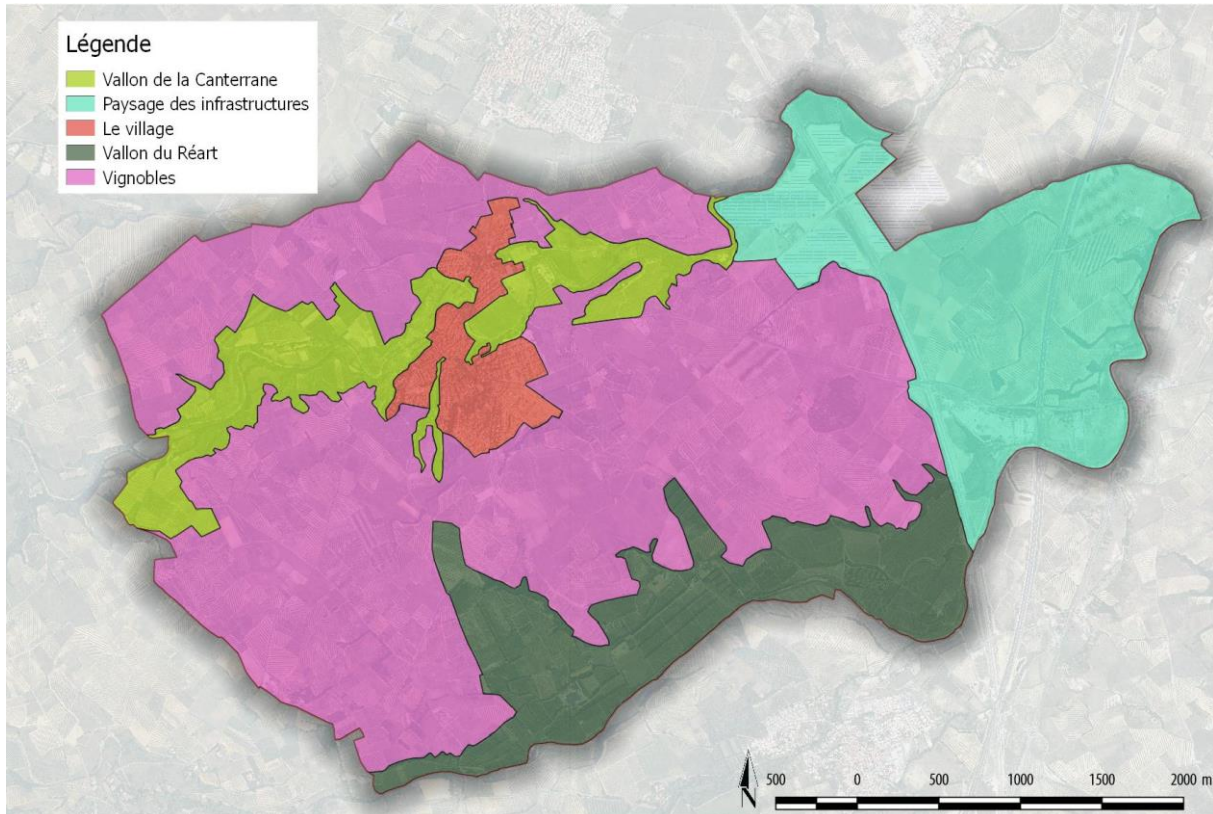 Légende
Vallon de la Canterrane
Paysage des infrastructures
Le village
Vallon du Réart
Vignobles
N
500 0 500 1000 1500 2000 m